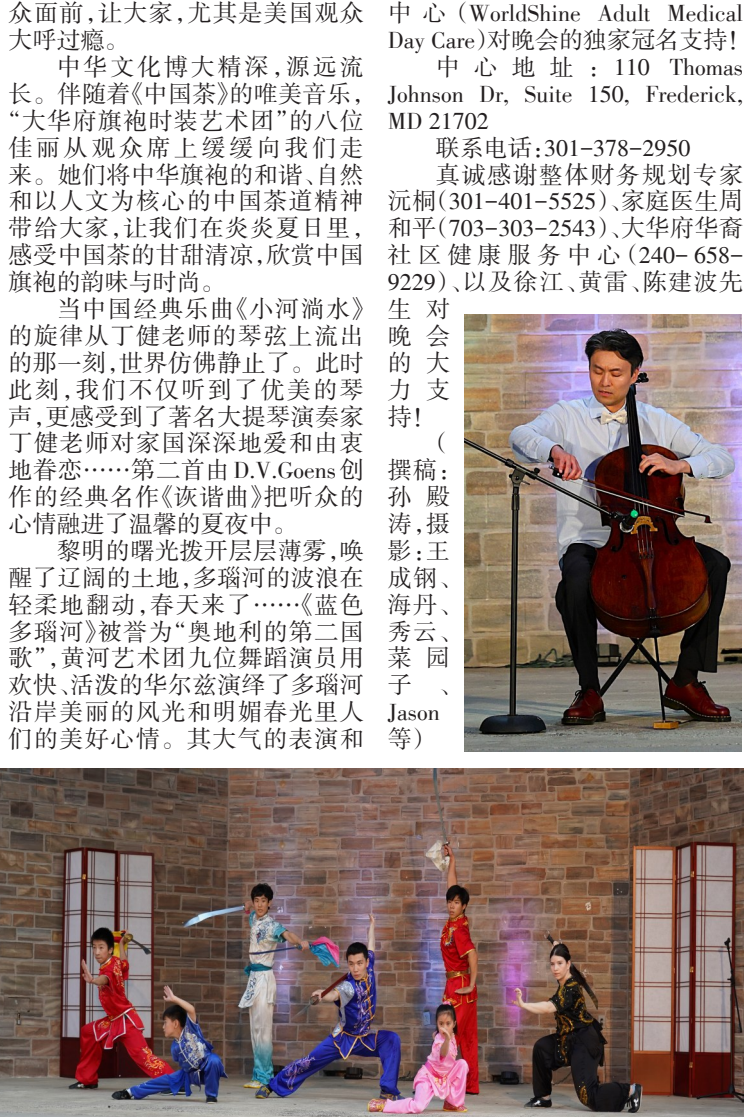 众面前,让大家,尤其是美国观众
大呼过瘾。
中华文化博大精深,源远流
长。伴随着《中国茶》的唯美音乐,
“大华府旗袍时装艺术团”的八位
佳丽从观众席上缓缓向我们走
来。她们将中华旗袍的和谐、自然
和以人文为核心的中国茶道精神
带给大家,让我们在炎炎夏日里,
感受中国茶的甘甜清凉,欣赏中国
旗袍的韵味与时尚。
当中国经典乐曲《小河淌水》
的旋律从丁健老师的琴弦上流出
的那一刻,世界仿佛静止了。此时
此刻,我们不仅听到了优美的琴
声,更感受到了著名大提琴演奏家
丁健老师对家国深深地爱和由衷
地眷恋……第二首由D.V.Goens创
作的经典名作《诙谐曲》把听众的
心情融进了温馨的夏夜中。
黎明的曙光拨开层层薄雾,唤
醒了辽阔的土地,多瑙河的波浪在
轻柔地翻动,春天来了……《蓝色
多瑙河》被誉为“奥地利的第二国
歌”,黄河艺术团九位舞蹈演员用
欢快、活泼的华尔兹演绎了多瑙河
沿岸美丽的风光和明媚春光里人
们的美好心情。其大气的表演和
中心(WorldShine Adult Medical
Day Care)对晚会的独家冠名支持!
中心地址:110 Thomas
Johnson Dr, Suite 150, Frederick,
MD 21702
联系电话:301-378-2950
真诚感谢整体财务规划专家
沅桐(301-401-5525)、家庭医生周
和平(703-303-2543)、大华府华裔
社区健康服务中心(240-658-
9229)、以及徐江、黄雷、陈建波先
生对
晚会
的大
力支
持!
(
撰稿:
孙殿
涛,摄
影:王
成钢、
海丹、
秀云、
菜园
子、
Jason
等)